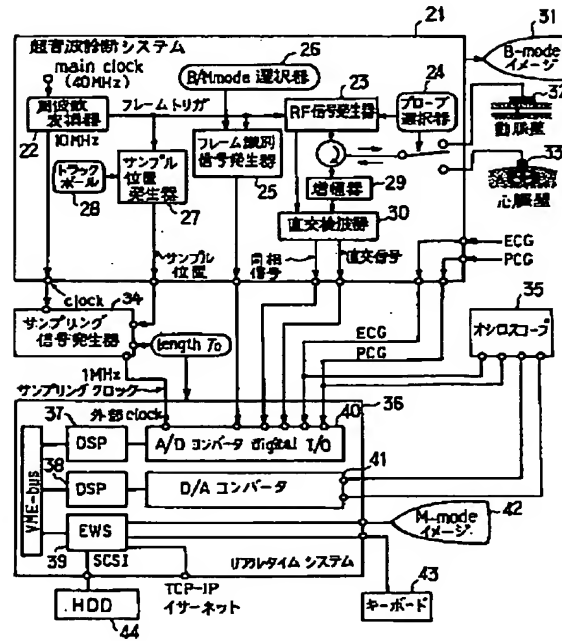 21
31
超音波診断システム
main clock
(40MHz)
26
B/M mode 選択器
B-mode
イメージ
23
24
周波数
変換器
フレームトリガ
RF信号発生器
プローブ
選択器
32
動脈壁
22
10MHz
フレーム識別
信号発生器
25
トラック
ボール
28
サンプル
位置発生器
27
増幅器
29
33
心臓壁
直交検波器
30
サンプル
位置
同相
信号
直交信号
ECG
PCG
clock
34
サンプリング
信号発生器
length T₀
ECG
PCG
35
オシロスコープ
1MHz
サンプリングクロック
外部clock
36
37
DSP
A/D コンバータ digital I/O
40
38
DSP
D/A コンバータ
41
VME-bus
EWS
39
SCSI
M-mode
イメージ
42
リアルタイム システム
TCP-IP
イサーネット
HDD
44
キーボード
43